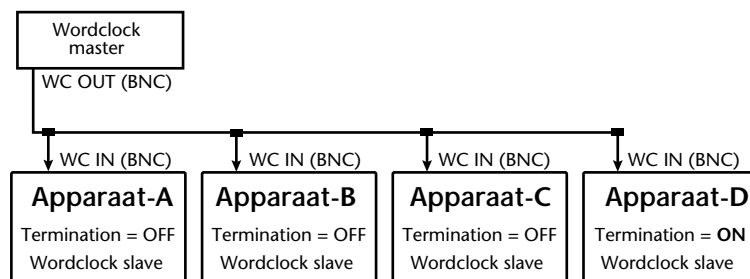 Wordclock
master
WC OUT (BNC)
WC IN (BNC) WC IN (BNC) WC IN (BNC) WC IN (BNC)
Apparaat-A Apparaat-B Apparaat-C Apparaat-D
Termination = OFF Termination = OFF Termination = OFF Termination = ON
Wordclock slave Wordclock slave Wordclock slave Wordclock slave